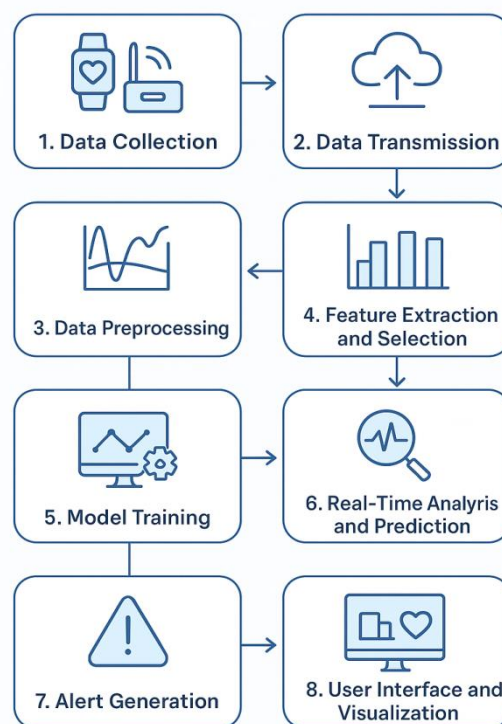 1. Data Collection
2. Data Transmission
3. Data Preprocessing
4. Feature Extraction
and Selection
5. Model Training
6. Real-Time Analyris
and Prediction
7. Alert Generation
8. User Interface and
Visualization